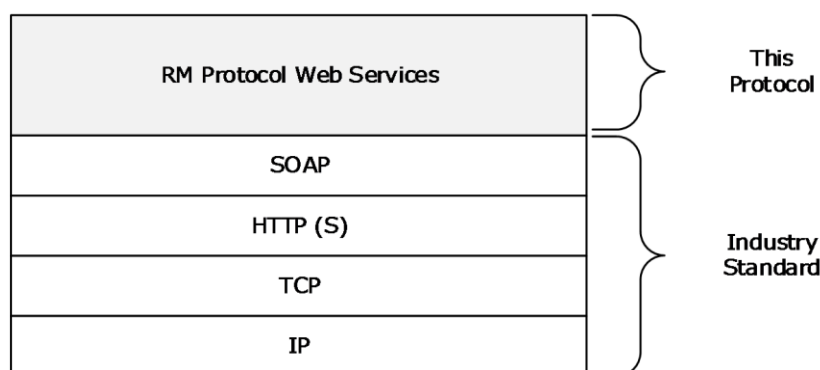 RM Protocol Web Services
This
Protocol
SOAP
HTTP (S)
TCP
IP
Industry
Standard